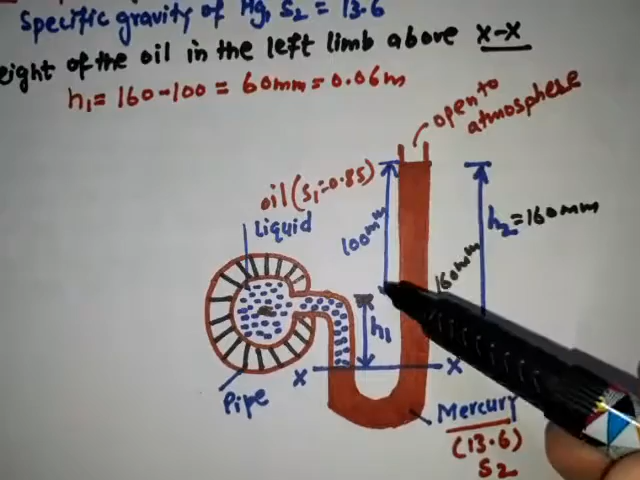 Specific gravity of Hg, S2 = 13.6
eight of the oil in the left limb above X-X
h1 = 160-100 = 60mm = 0.06m
open to
atmosphere
oil (S1=0.85)
Liquid
100mm
h2=160mm
160mm
h1
X
X
Pipe
Mercury
(13.6)
S2